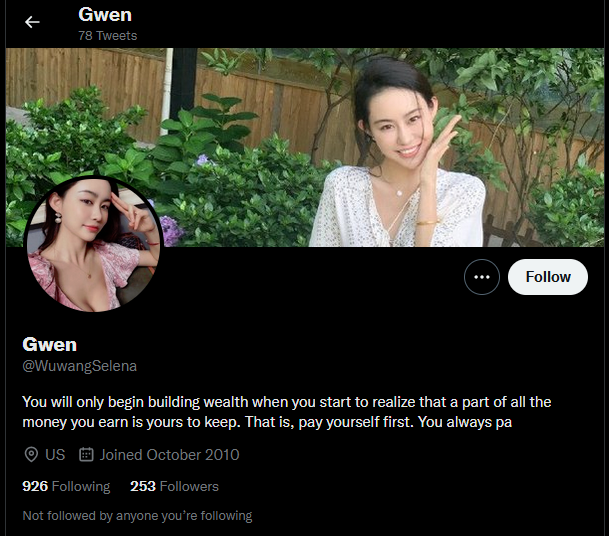 Gwen
78 Tweets
Follow
Gwen
@WuwangSelena
You will only begin building wealth when you start to realize that a part of all the
money you earn is yours to keep. That is, pay yourself first. You always pa
US Joined October 2010
926 Following 253 Followers
Not followed by anyone you're following